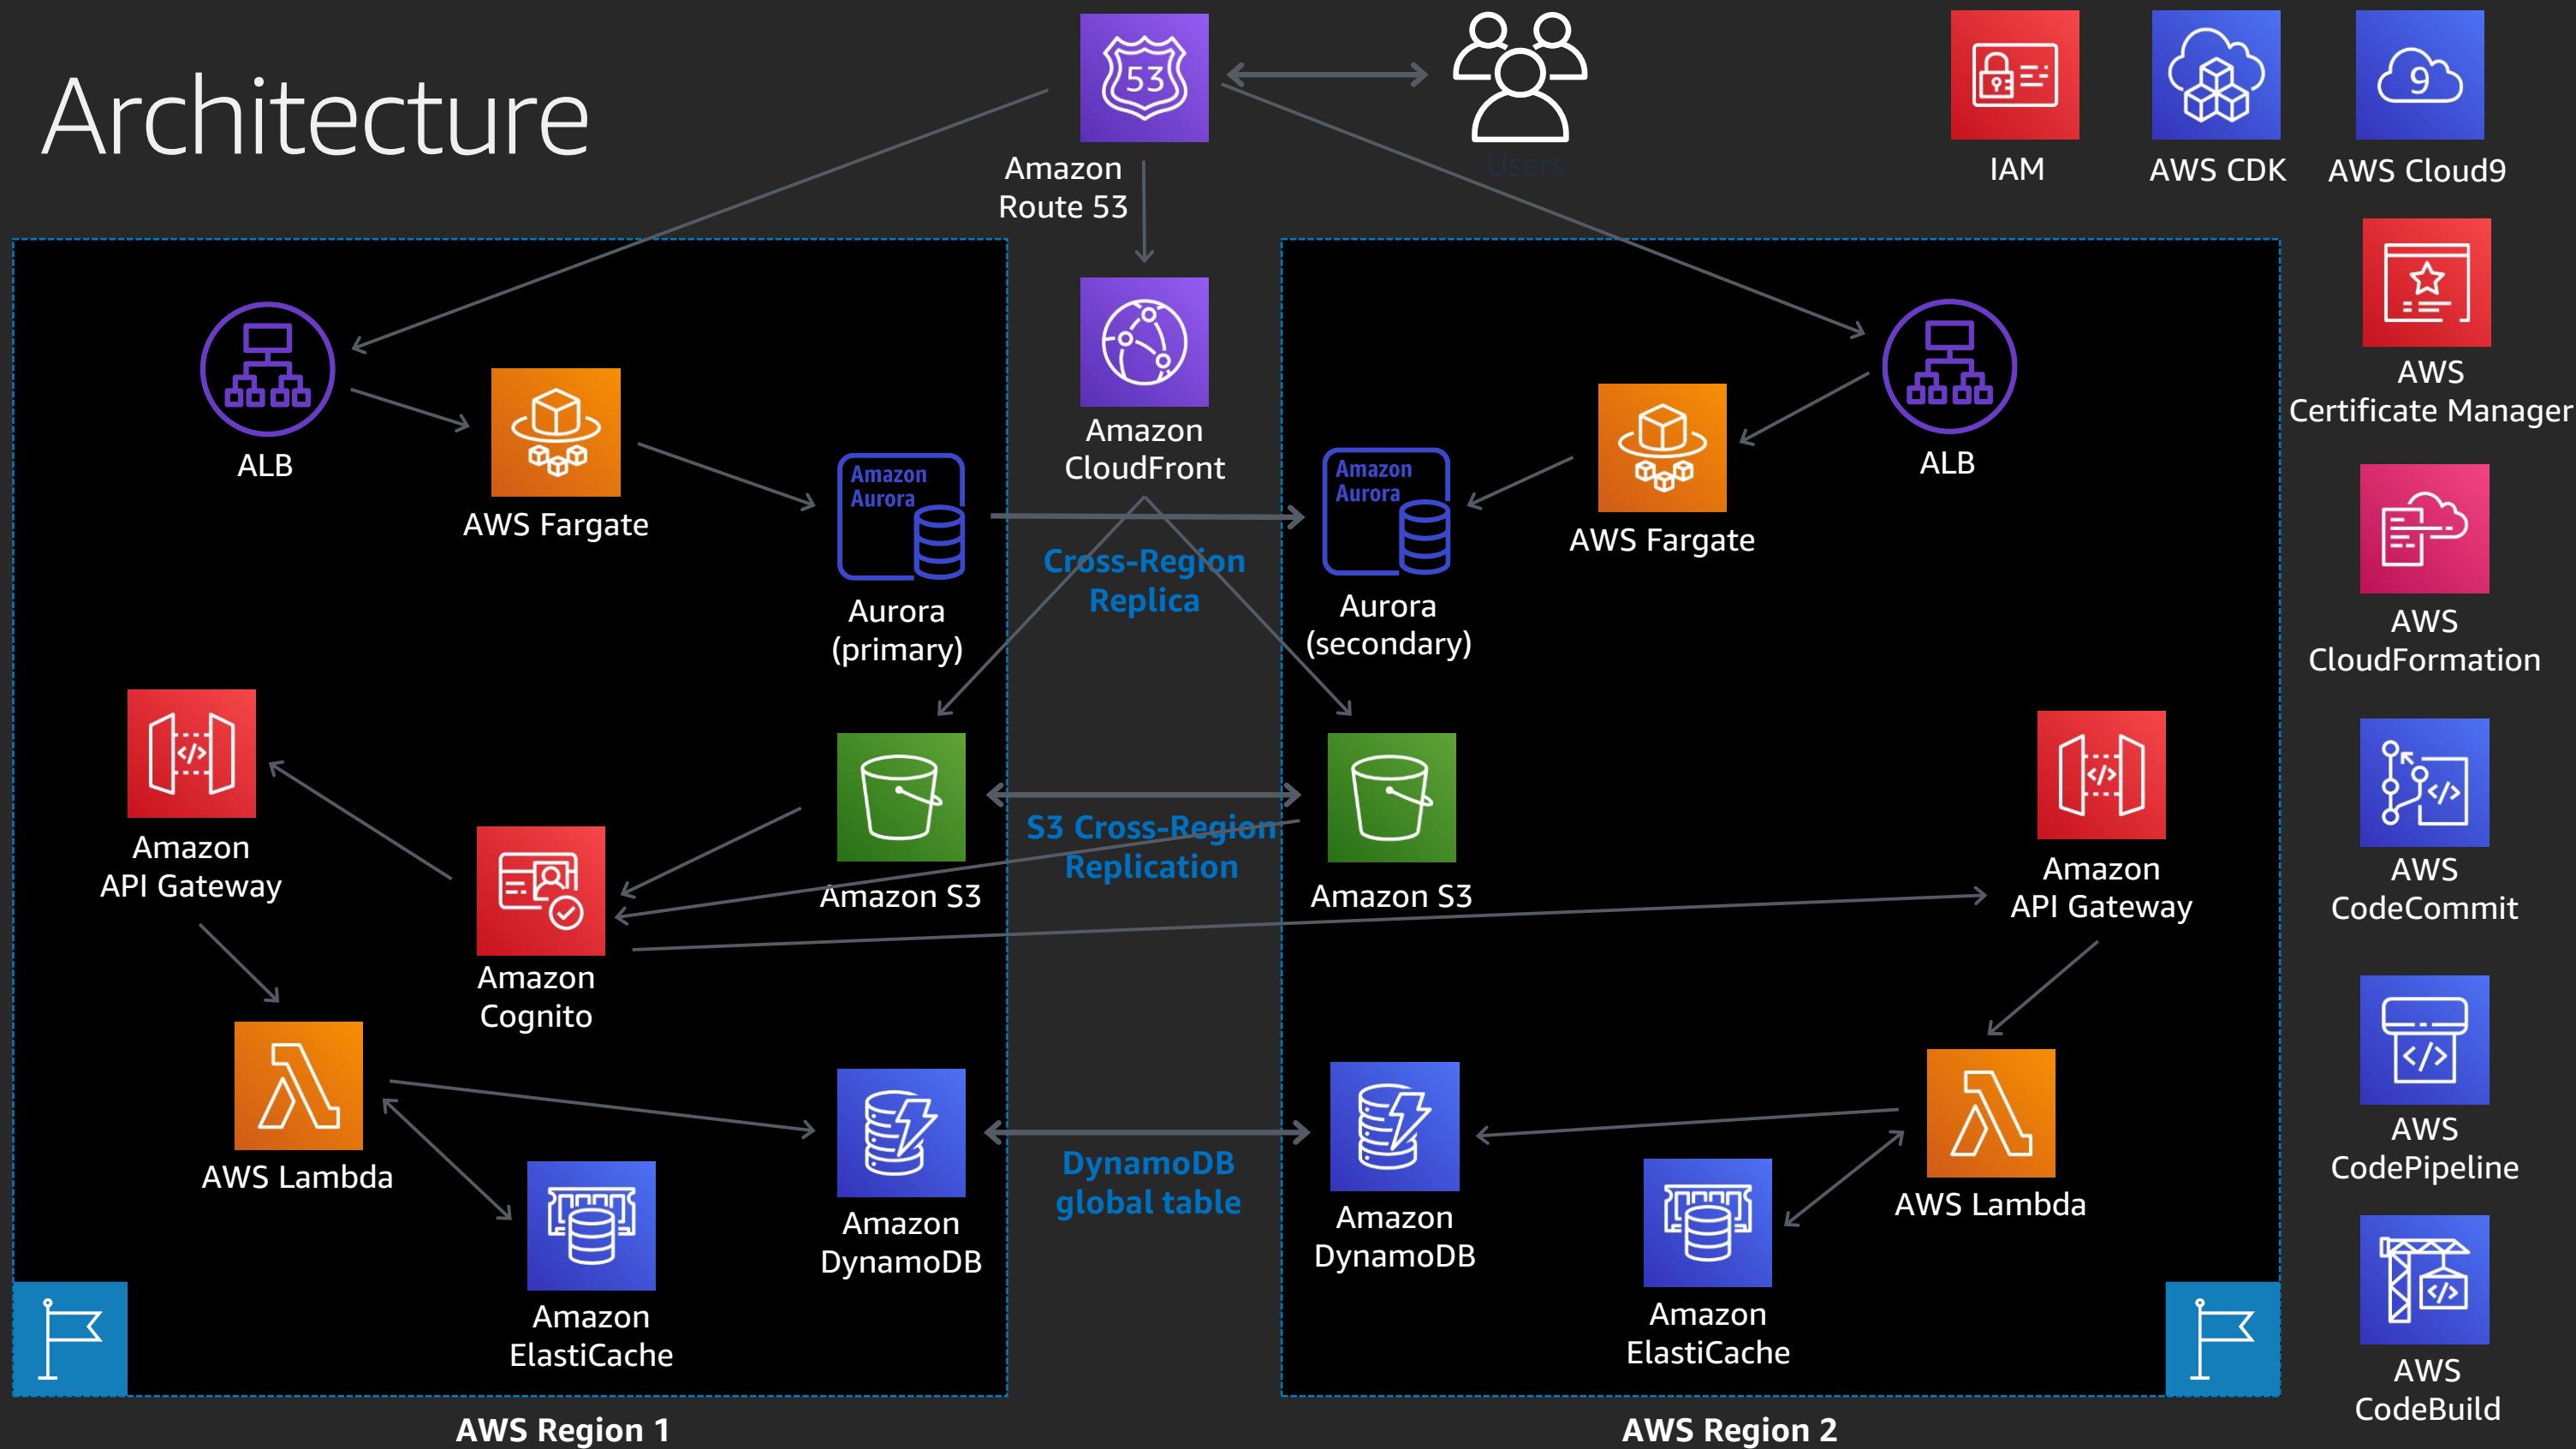 Architecture
53
Users
Amazon
Route 53
IAM
AWS CDK
9
AWS Cloud9
AWS
Certificate Manager
AWS
CloudFormation
AWS
CodeCommit
AWS
CodePipeline
AWS
CodeBuild
Amazon
CloudFront
ALB
AWS Fargate
Amazon
Aurora
Aurora
(primary)
Cross-Region
Replica
Amazon
Aurora
Aurora
(secondary)
AWS Fargate
ALB
</>
Amazon
API Gateway
Amazon
Cognito
Amazon S3
S3 Cross-Region
Replication
Amazon S3
</>
Amazon
API Gateway
</>
</>
</>
AWS Lambda
Amazon
ElastiCache
Amazon
DynamoDB
DynamoDB
global table
Amazon
DynamoDB
Amazon
ElastiCache
AWS Lambda
AWS Region 1
AWS Region 2